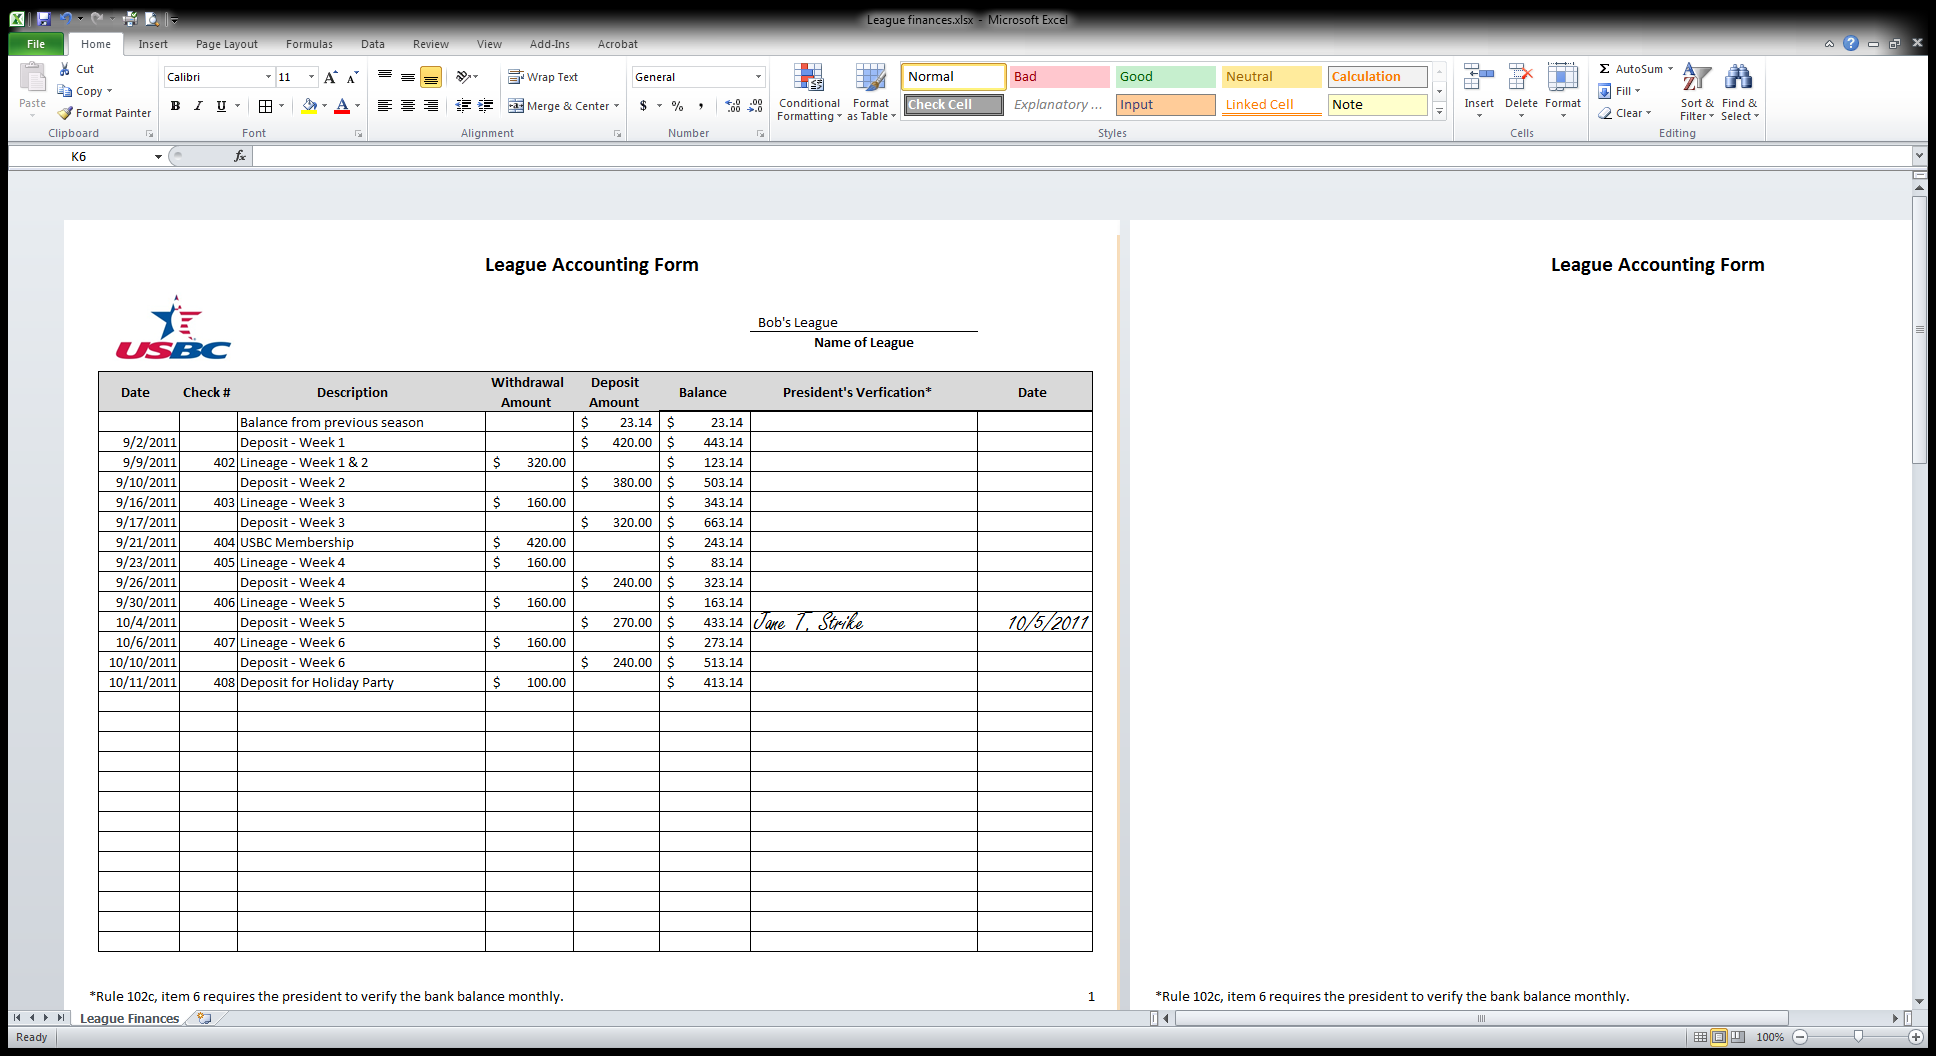 League finances.xlsx - Microsoft Excel
File Home Insert Page Layout Formulas Data Review View Add-Ins Acrobat
Paste Cut Copy Format Painter Clipboard
Calibri 11 A A B I U A Font
Wrap Text Merge & Center Alignment
General $ % , .00 .00 Number
Conditional Formatting Format as Table
Normal Bad Good Neutral Calculation
Check Cell Explanatory ... Input Linked Cell Note
Styles
Insert Delete Format Cells
Σ AutoSum Fill Clear Sort & Filter Find & Select Editing
K6 fx
League Accounting Form
League Accounting Form
USBC
Bob's League
Name of League
Date Check # Description Withdrawal Amount Deposit Amount Balance President's Verfication* Date
Balance from previous season $ 23.14 $ 23.14
9/2/2011 Deposit - Week 1 $ 420.00 $ 443.14
9/9/2011 402 Lineage - Week 1 & 2 $ 320.00 $ 123.14
9/10/2011 Deposit - Week 2 $ 380.00 $ 503.14
9/16/2011 403 Lineage - Week 3 $ 160.00 $ 343.14
9/17/2011 Deposit - Week 3 $ 320.00 $ 663.14
9/21/2011 404 USBC Membership $ 420.00 $ 243.14
9/23/2011 405 Lineage - Week 4 $ 160.00 $ 83.14
9/26/2011 Deposit - Week 4 $ 240.00 $ 323.14
9/30/2011 406 Lineage - Week 5 $ 160.00 $ 163.14
10/4/2011 Deposit - Week 5 $ 270.00 $ 433.14 Jane T. Strike 10/5/2011
10/6/2011 407 Lineage - Week 6 $ 160.00 $ 273.14
10/10/2011 Deposit - Week 6 $ 240.00 $ 513.14
10/11/2011 408 Deposit for Holiday Party $ 100.00 $ 413.14
*Rule 102c, item 6 requires the president to verify the bank balance monthly. 1
*Rule 102c, item 6 requires the president to verify the bank balance monthly.
League Finances
Ready 100%